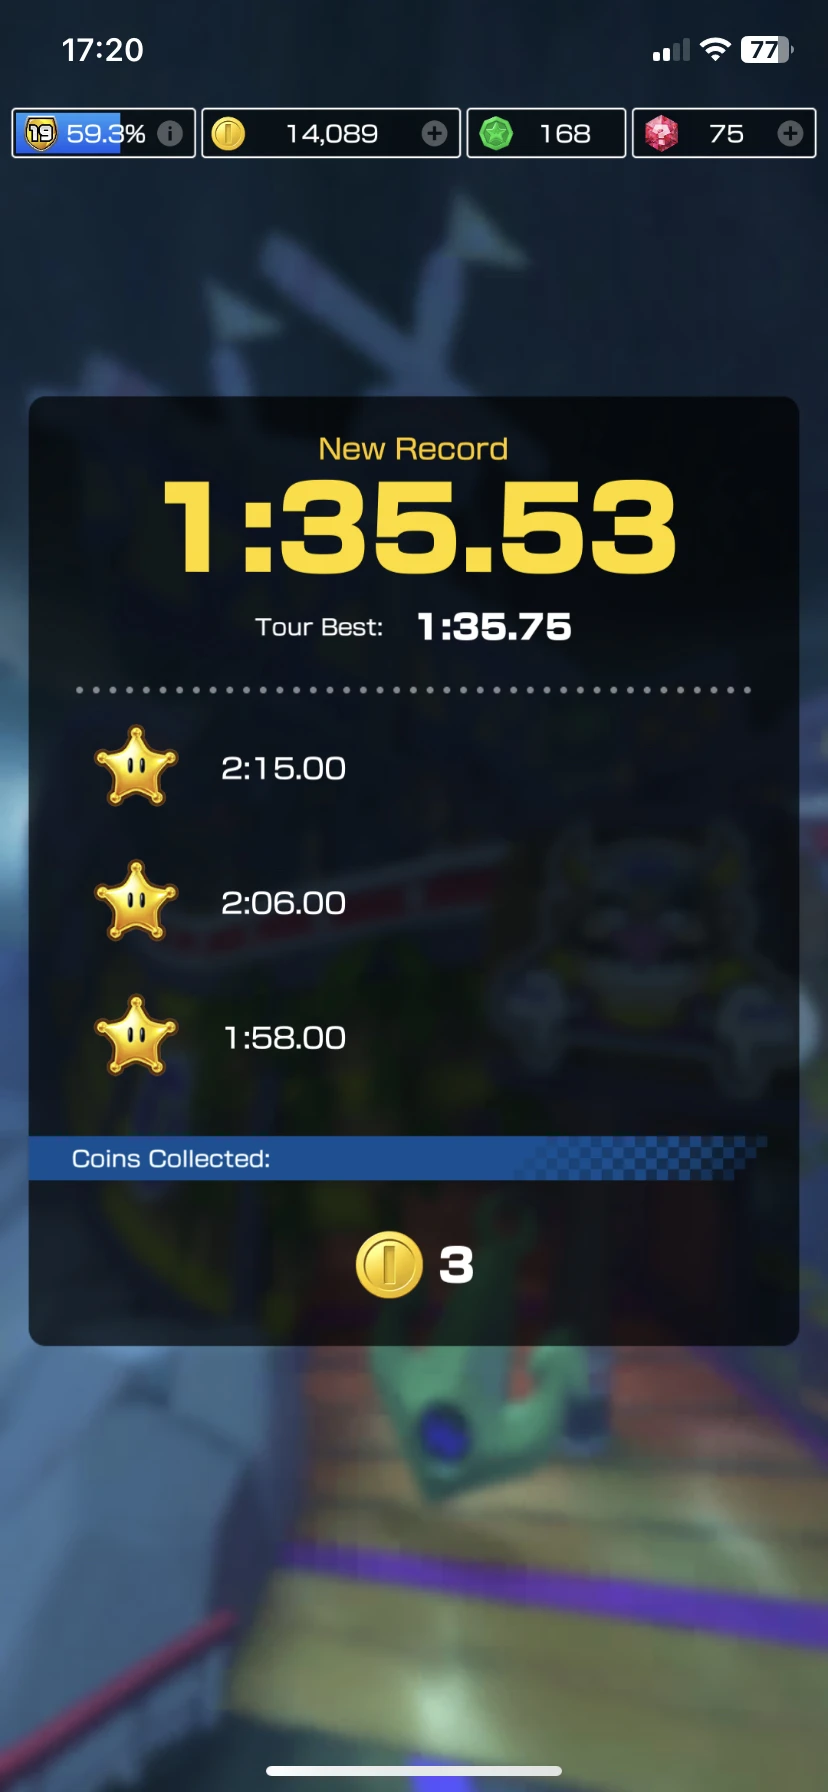 17:20
77
19 59.3% i 14,089 + 168 ? 75 +
New Record
1:35.53
Tour Best: 1:35.75
2:15.00
2:06.00
1:58.00
Coins Collected:
3